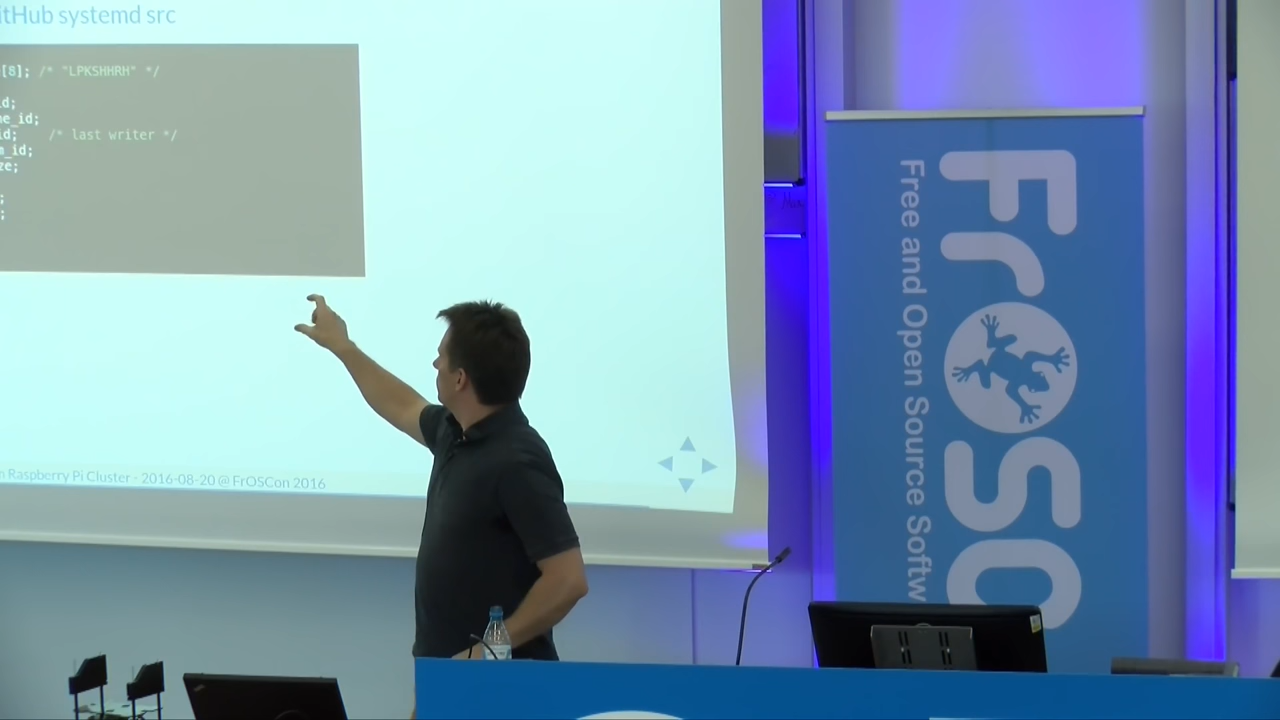 itHub systemd src
[8]; /* "LPKSHHRH" */
id;
ne_id;
id; /* last writer */
m_id;
ze;
;
;
n Raspberry Pi Cluster - 2016-08-20 @ FrOSCon 2016
FrOSC
Free and Open Source Softw